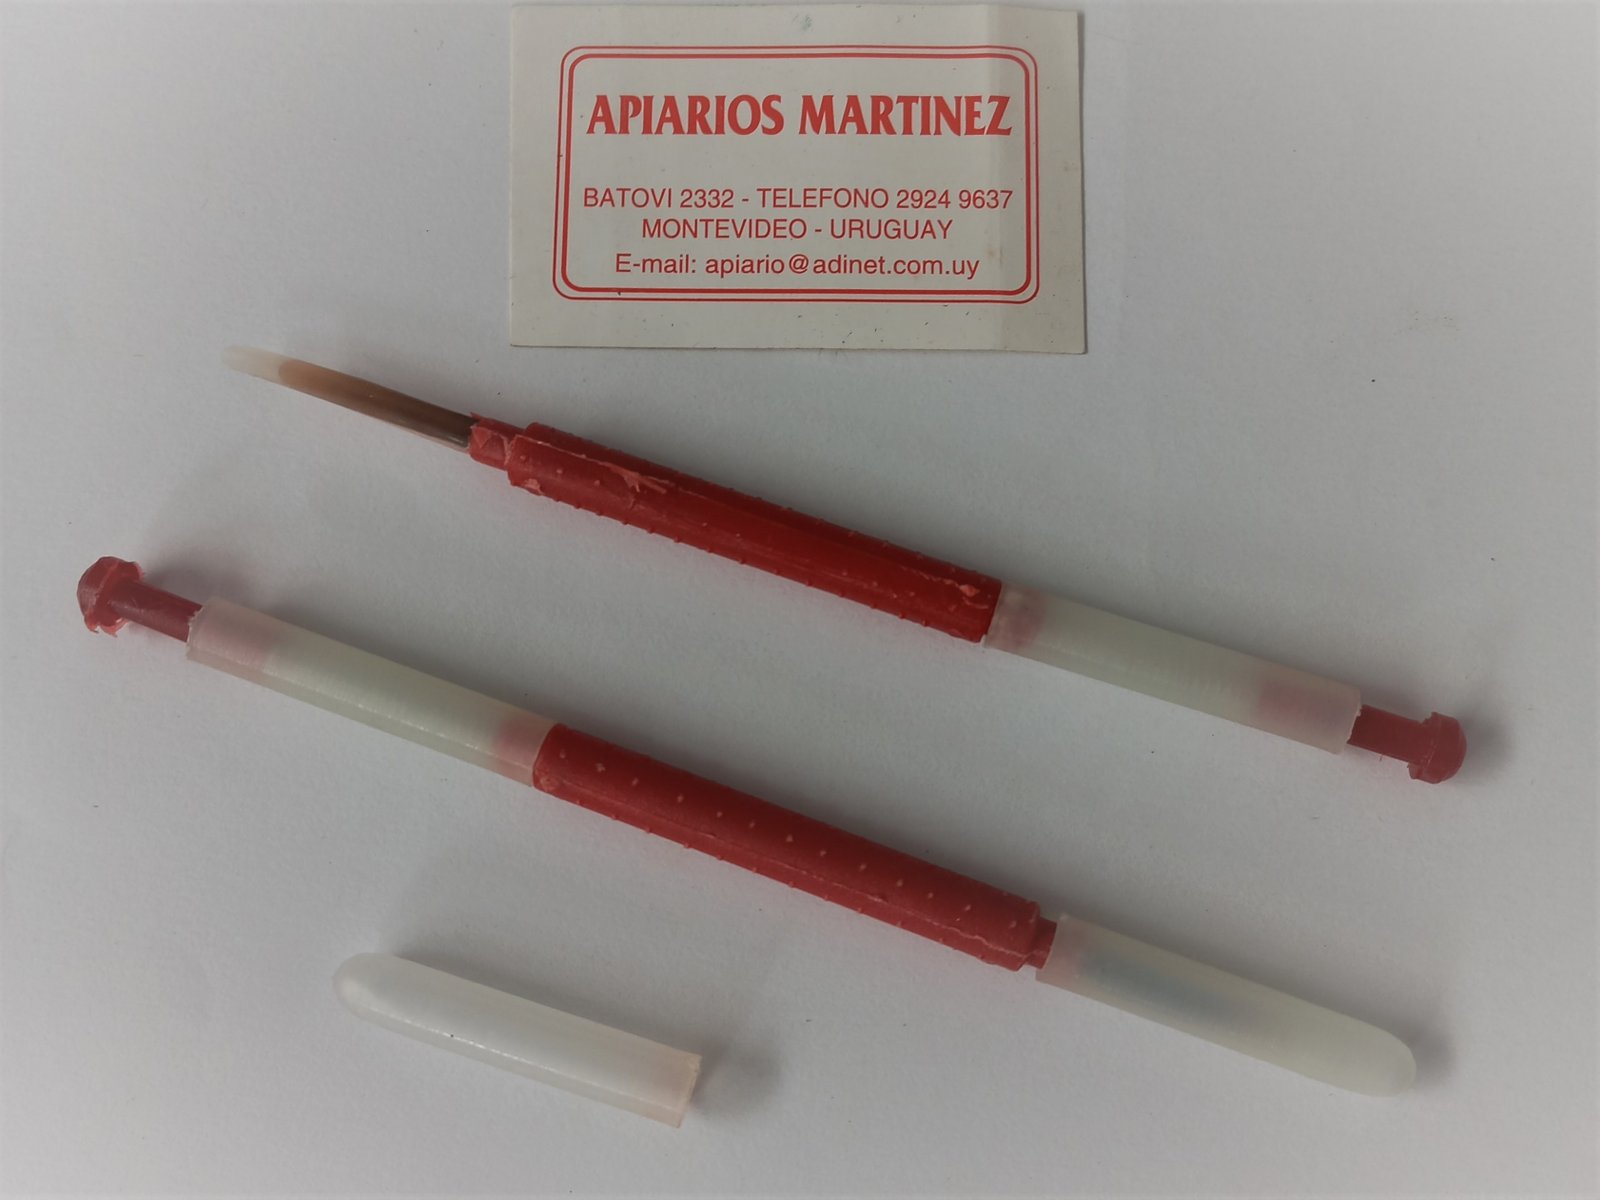 APIARIOS MARTINEZ
BATOVI 2332 - TELEFONO 2924 9637
MONTEVIDEO - URUGUAY
E-mail: apiario@adinet.com.uy